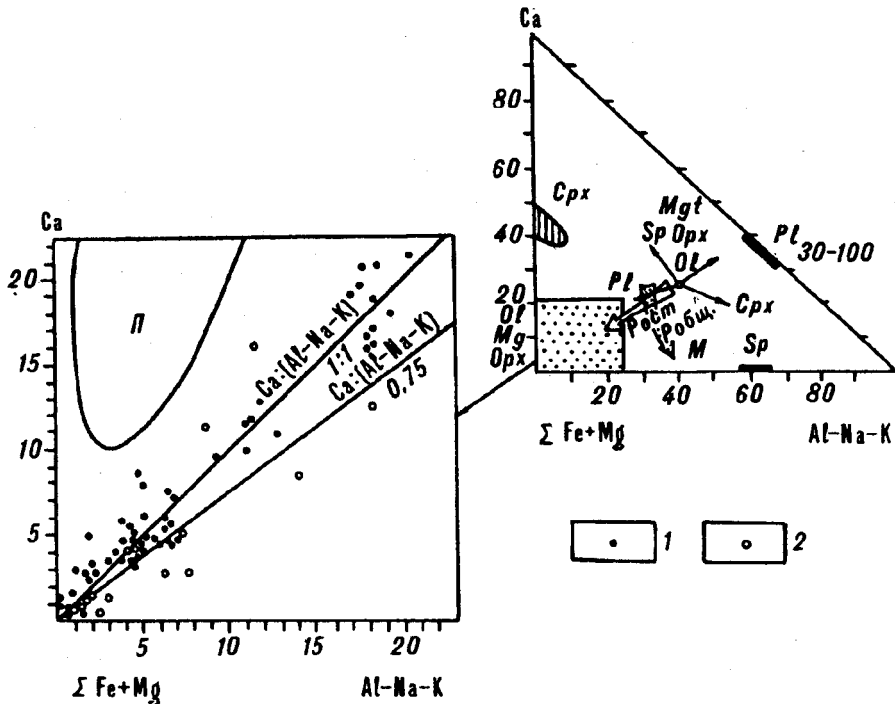 Ca
80
60
50
40
20
Cpx
Mgt
Sp Opx
Ol
Pl 30-100
Pl
Ol
Mg
Opx
Рост
Робщ.
Cpx
M
Sp
20 40 60 80
Σ Fe+Mg Al-Na-K
Ca
20
15
10
5
П
Ca:(Al-Na-K)
1:1
Ca:(Al-Na-K)
0,75
5 10 15 20
Σ Fe+Mg Al-Na-K
1
2